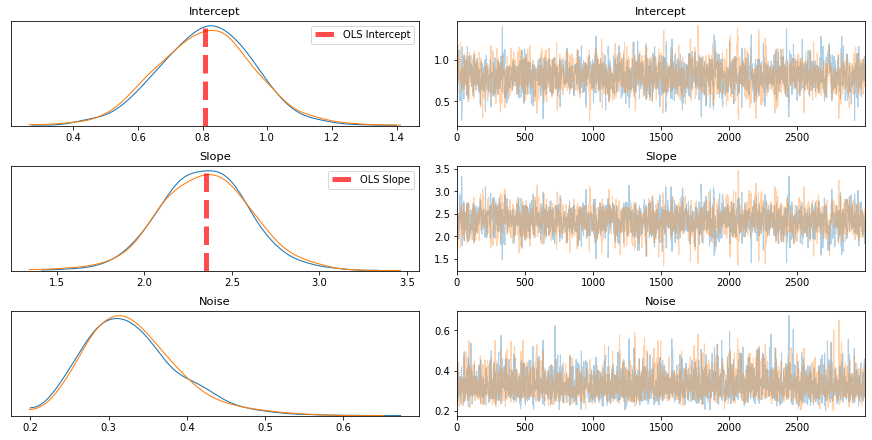 Intercept
OLS Intercept
0.4 0.6 0.8 1.0 1.2 1.4
Intercept
1.0
0.5
0 500 1000 1500 2000 2500
Slope
OLS Slope
1.5 2.0 2.5 3.0 3.5
Slope
3.5
3.0
2.5
2.0
1.5
0 500 1000 1500 2000 2500
Noise
0.2 0.3 0.4 0.5 0.6
Noise
0.6
0.4
0.2
0 500 1000 1500 2000 2500